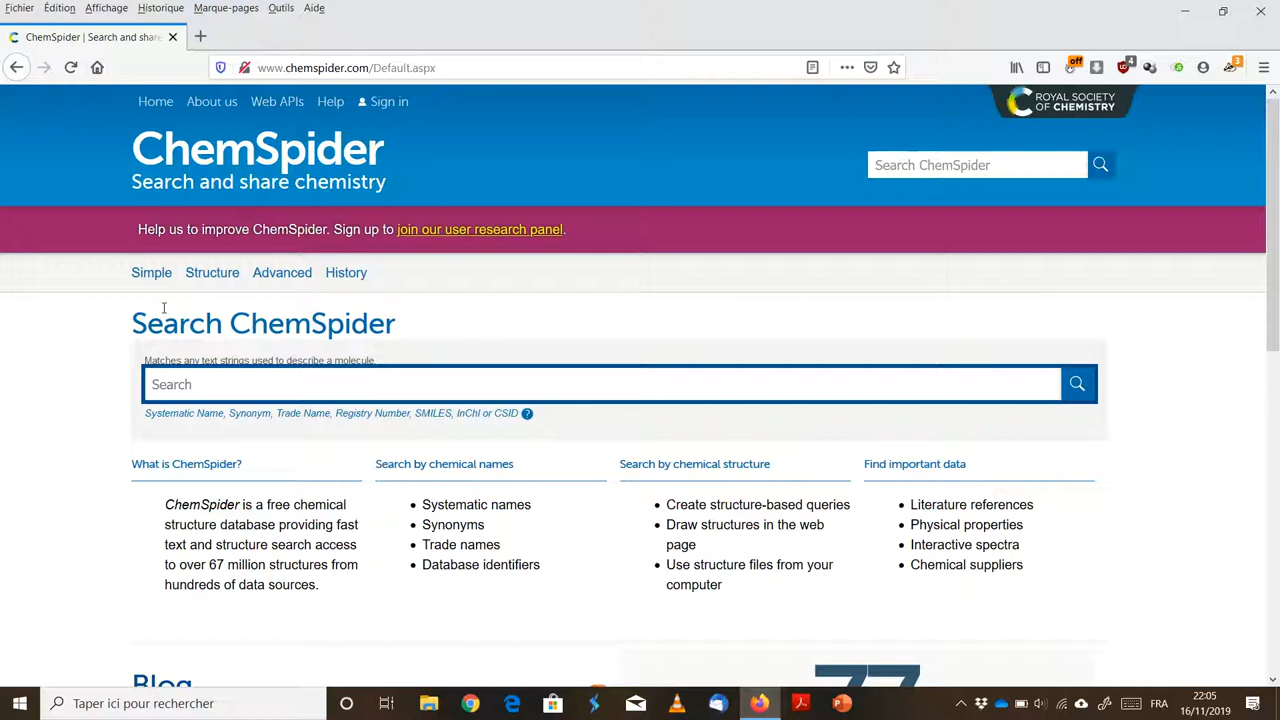 Fichier Édition Affichage Historique Marque-pages Outils Aide
ChemSpider | Search and share
www.chemspider.com/Default.aspx
off 4 3
Home About us Web APIs Help Sign in
ROYAL SOCIETY
OF CHEMISTRY
ChemSpider
Search and share chemistry
Search ChemSpider
Help us to improve ChemSpider. Sign up to join our user research panel.
Simple Structure Advanced History
Search ChemSpider
Matches any text strings used to describe a molecule.
Search
Systematic Name, Synonym, Trade Name, Registry Number, SMILES, InChI or CSID ?
What is ChemSpider?
ChemSpider is a free chemical
structure database providing fast
text and structure search access
to over 67 million structures from
hundreds of data sources.
Search by chemical names
• Systematic names
• Synonyms
• Trade names
• Database identifiers
Search by chemical structure
• Create structure-based queries
• Draw structures in the web
page
• Use structure files from your
computer
Find important data
• Literature references
• Physical properties
• Interactive spectra
• Chemical suppliers
Blog
77
Taper ici pour rechercher
FRA
22:05
16/11/2019